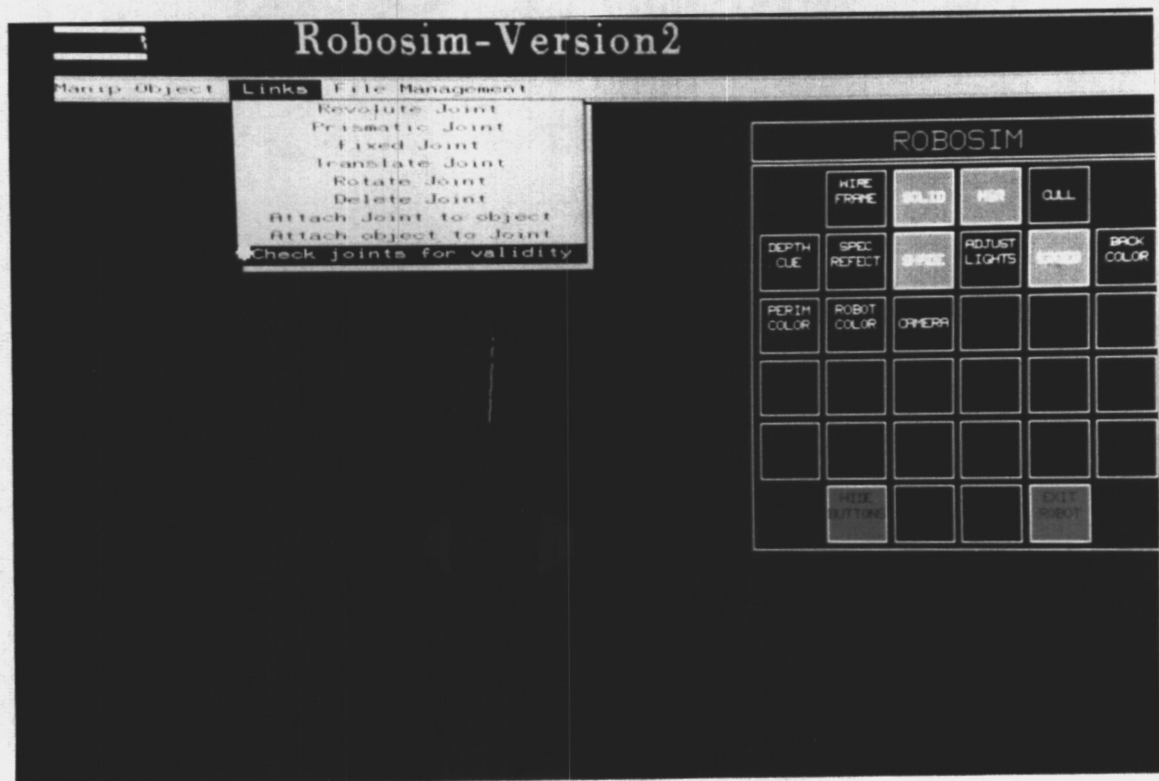 Robosim-Version2
Manip Object Links File Management
Revolute Joint
Prismatic Joint
Fixed Joint
Translate Joint
Rotate Joint
Delete Joint
Attach Joint to object
Attach object to Joint
Check joints for validity
ROBOSIM
WIRE
FRAME
SOLID
CULL
DEPTH
CUE
SPEC
REFECT
SHADE
ADJUST
LIGHTS
BACK
COLOR
PERIM
COLOR
ROBOT
COLOR
CAMERA
HIDE
BUTTONS
EXIT
ROBOT